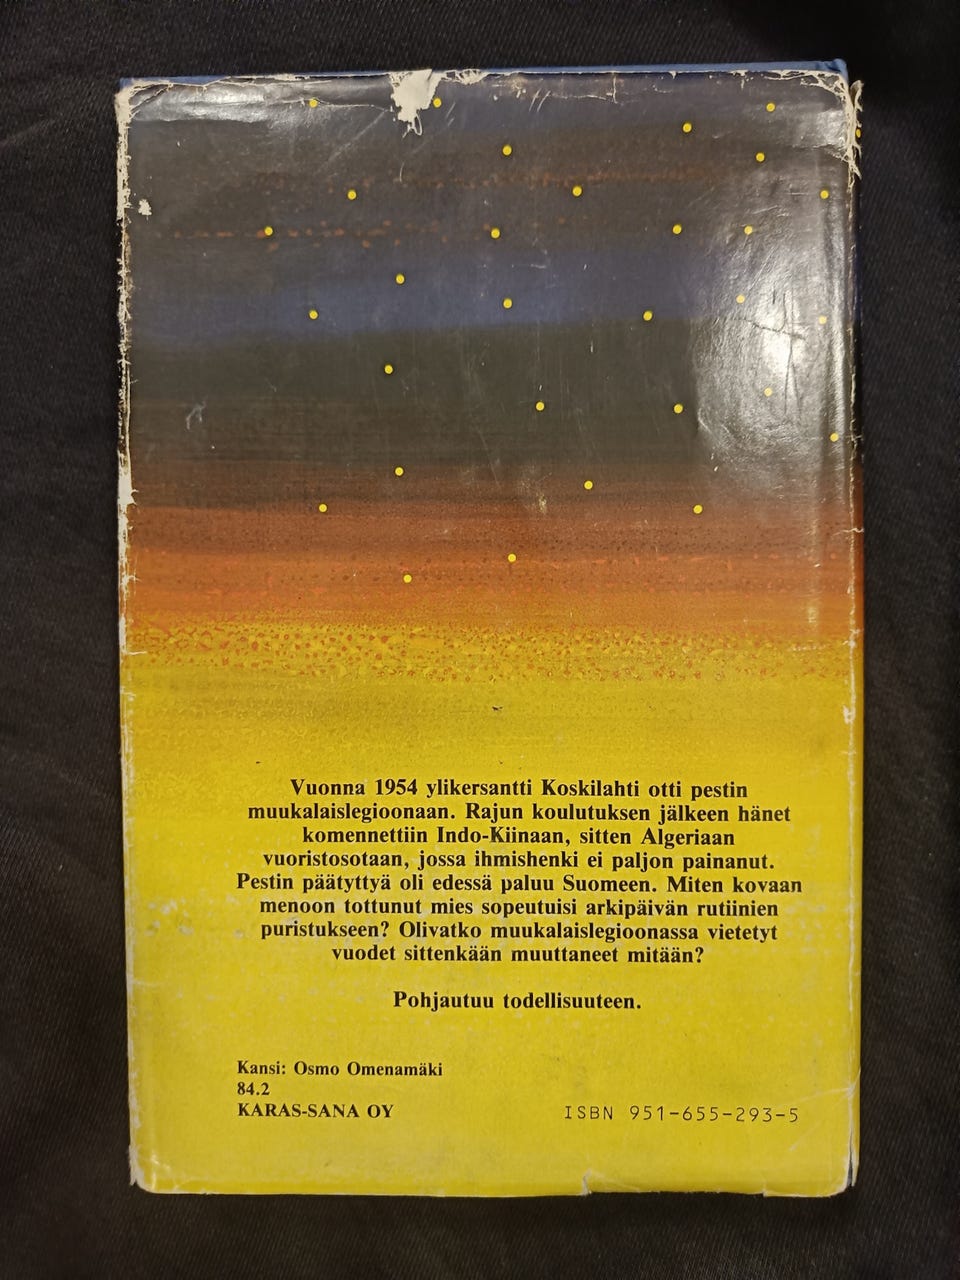 Vuonna 1954 ylikersantti Koskilahti otti pestin
muukalaislegioonaan. Rajun koulutuksen jälkeen hänet
komennettiin Indo-Kiinaan, sitten Algeriaan
vuoristosotaan, jossa ihmishenki ei paljon painanut.
Pestin päätyttyä oli edessä paluu Suomeen. Miten kovaan
menoon tottunut mies sopeutuisi arkipäivän rutiinien
puristukseen? Olivatko muukalaislegioonassa vietetyt
vuodet sittenkään muuttaneet mitään?
Pohjautuu todellisuuteen.
Kansi: Osmo Omenamäki
84.2
KARAS-SANA OY
ISBN 951-655-293-5